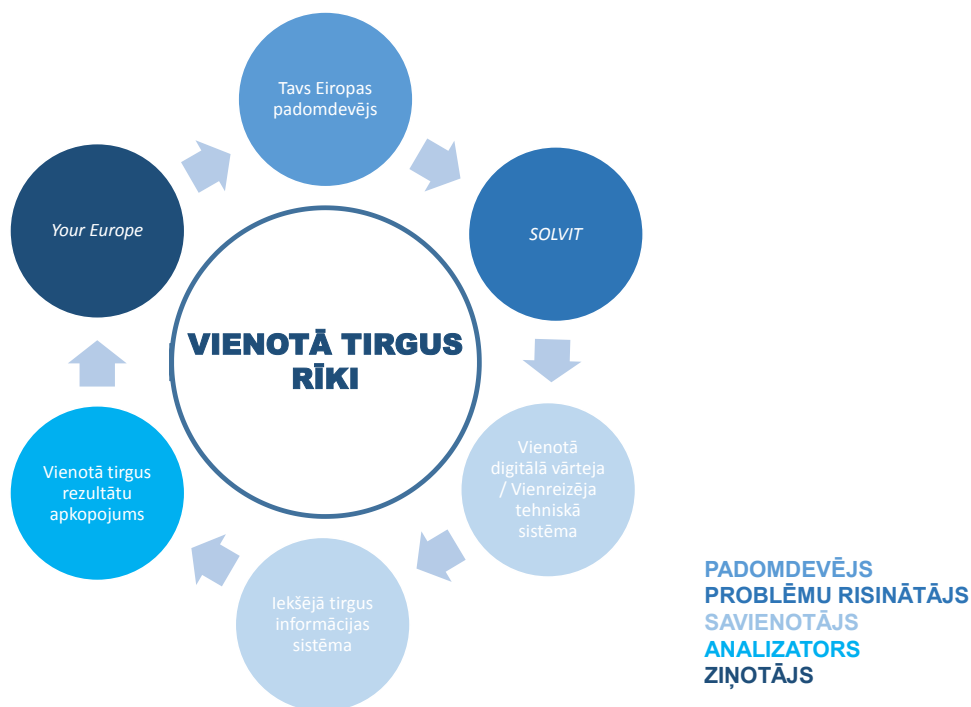 Tavs Eiropas
padomdevējs
SOLVIT
Vienotā
digitālā vārteja
/ Vienreizēja
tehniskā
sistēma
Iekšējā tirgus
informācijas
sistēma
Vienotā tirgus
rezultātu
apkopojums
Your Europe
VIENOTĀ TIRGUS
RĪKI
PADOMDEVĒJS
PROBLĒMU RISINĀTĀJS
SAVIENOTĀJS
ANALIZATORS
ZIŅOTĀJS